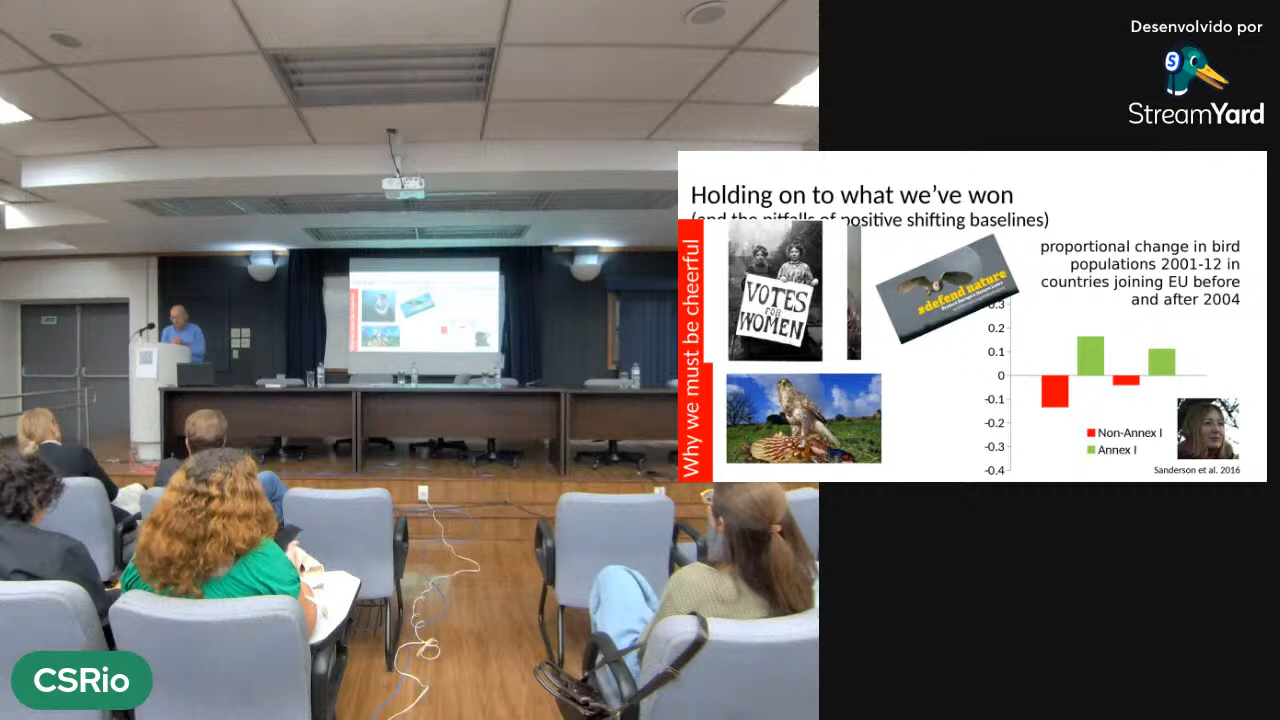 Desenvolvido por
StreamYard
Holding on to what we've won
(and the pitfalls of positive shifting baselines)
Why we must be cheerful
VOTES
FOR
WOMEN
#defend nature
proportional change in bird
populations 2001-12 in
countries joining EU before
and after 2004
0.3
0.2
0.1
0
-0.1
-0.2
-0.3
-0.4
Non-Annex I
Annex I
Sanderson et al. 2016
CSRio